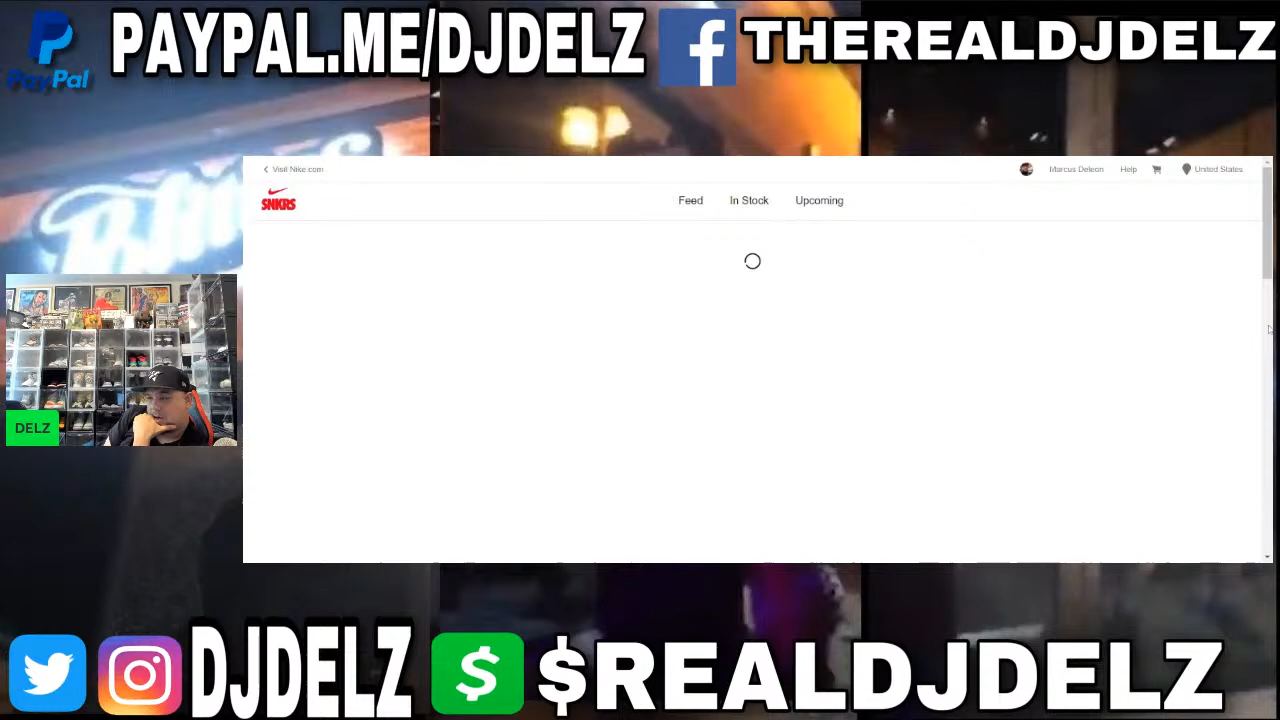 PayPal
PAYPAL.ME/DJDELZ
THEREALDJDELZ
Visit Nike.com
Marcus Deleon
Help
United States
SNKRS
Feed
In Stock
Upcoming
DELZ
DJDELZ
$REALDJDELZ